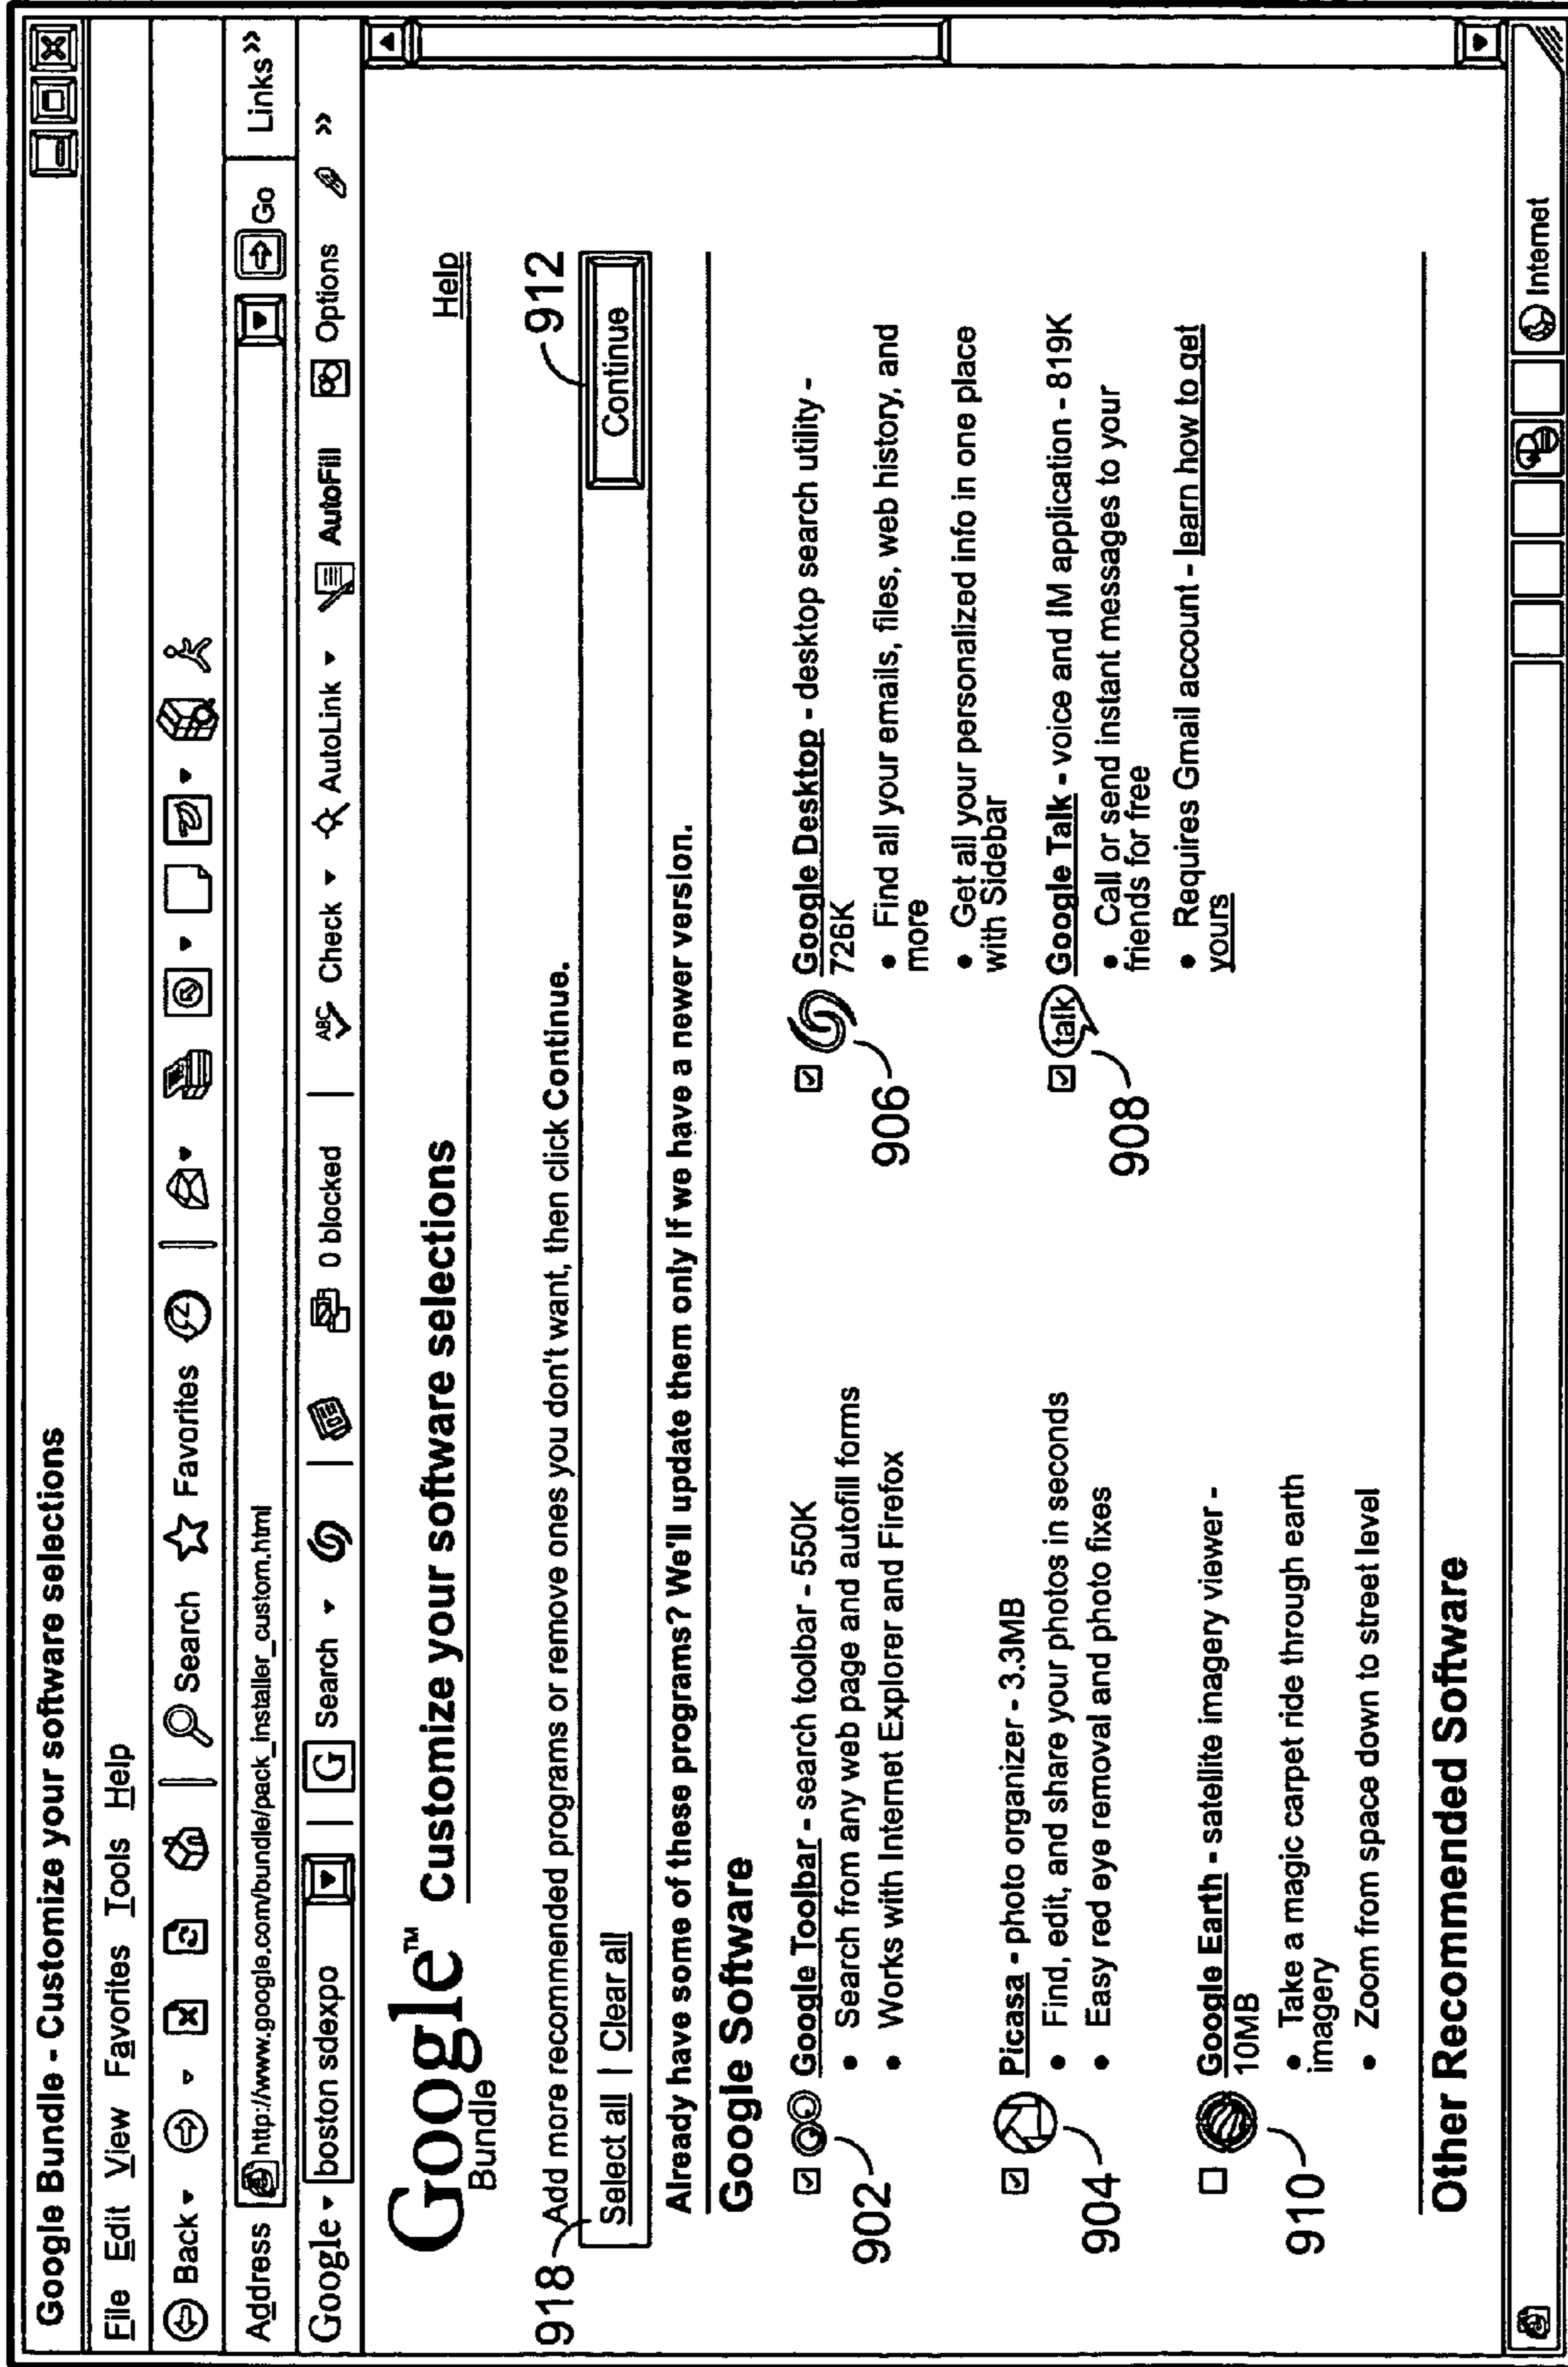 Google Bundle - Customize your software selections
File Edit View Favorites Tools Help
Back Search Favorites
Address http://www.google.com/bundle/pack_installer_custom.html Go Links »
Google boston sdexpo G Search 0 blocked ABC Check AutoLink AutoFill Options »
Google™ Bundle Customize your software selections Help
918 912
Add more recommended programs or remove ones you don't want, then click Continue.
Select all | Clear all Continue
Already have some of these programs? We'll update them only if we have a newer version.
Google Software
902
Google Toolbar - search toolbar - 550K
• Search from any web page and autofill forms
• Works with Internet Explorer and Firefox
906
Google Desktop - desktop search utility -
726K
• Find all your emails, files, web history, and
more
• Get all your personalized info in one place
with Sidebar
904
Picasa - photo organizer - 3.3MB
• Find, edit, and share your photos in seconds
• Easy red eye removal and photo fixes
908
talk Google Talk - voice and IM application - 819K
• Call or send instant messages to your
friends for free
• Requires Gmail account - learn how to get
yours
910
Google Earth - satellite imagery viewer -
10MB
• Take a magic carpet ride through earth
imagery
• Zoom from space down to street level
Other Recommended Software
Internet